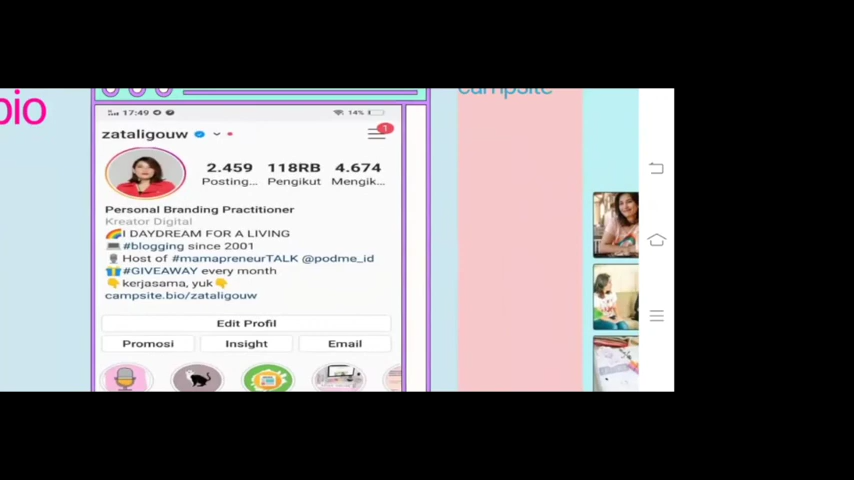 bio
campsite
17:49
14%
zataligouw
1
2.459 118RB 4.674
Posting... Pengikut Mengik...
Personal Branding Practitioner
Kreator Digital
🌈I DAYDREAM FOR A LIVING
💻#blogging since 2001
🎙️Host of #mamapreneurTALK @podme_id
🎁#GIVEAWAY every month
👇kerjasama, yuk👇
campsite.bio/zataligouw
Edit Profil
Promosi Insight Email